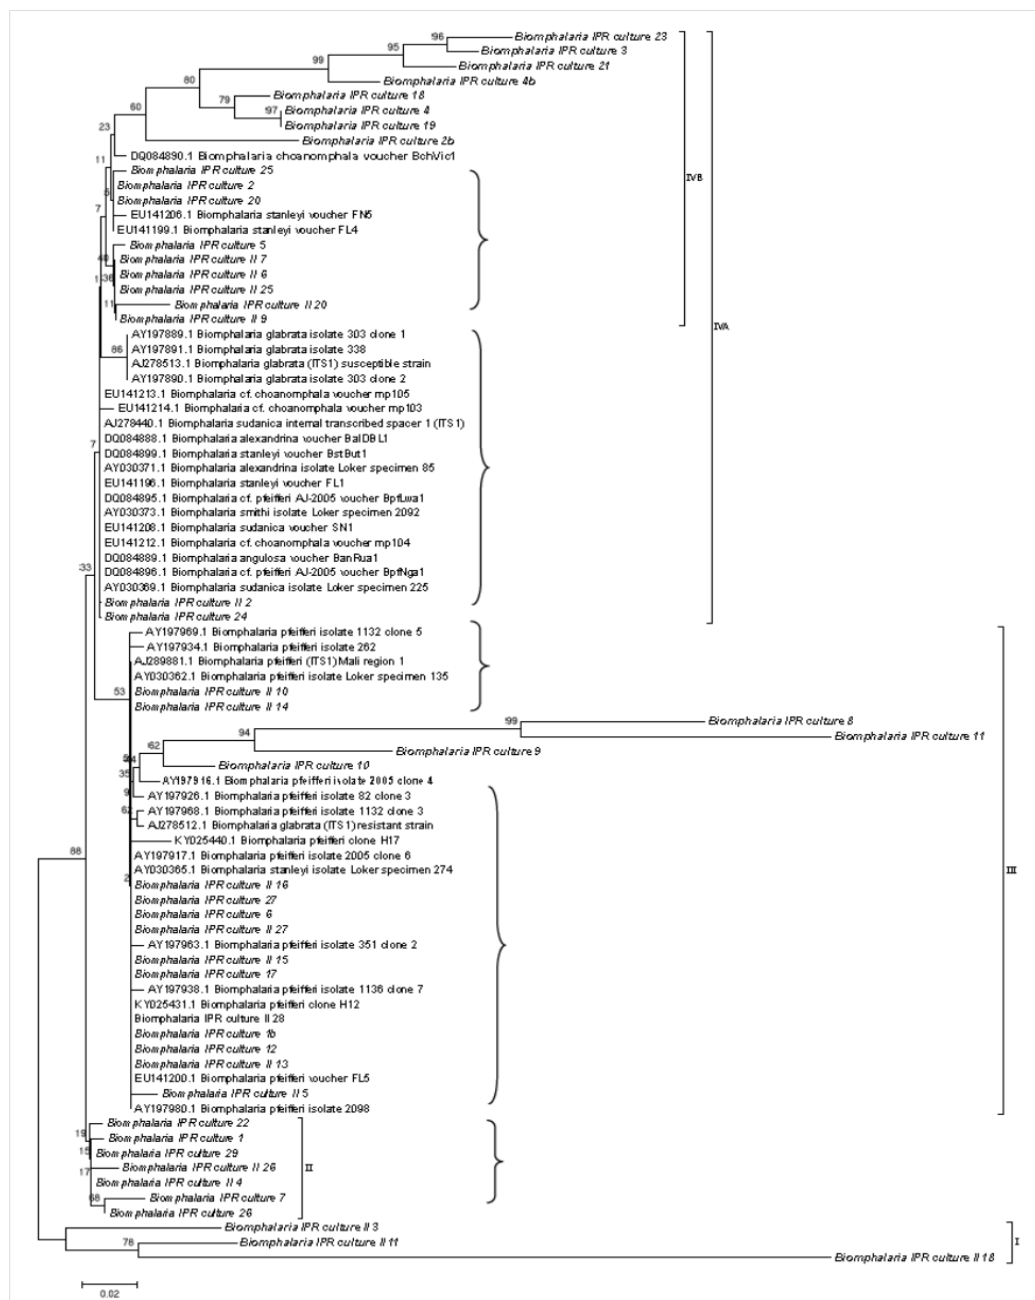 96
Biomphalaria IPR culture 23
95
Biomphalaria IPR culture 3
99
Biomphalaria IPR culture 21
80
Biomphalaria IPR culture 4b
79
Biomphalaria IPR culture 18
97
Biomphalaria IPR culture 4
60
Biomphalaria IPR culture 19
23
Biomphalaria IPR culture 2b
11
DQ084890.1 Biomphalaria choanomphala voucher BchVic1
Biomphalaria IPR culture 25
IVB
Biomphalaria IPR culture 2
Biomphalaria IPR culture 20
7
EU141206.1 Biomphalaria stanleyi voucher FN5
EU141199.1 Biomphalaria stanleyi voucher FL4
Biomphalaria IPR culture 5
Biomphalaria IPR culture II 7
Biomphalaria IPR culture II 6
Biomphalaria IPR culture II 25
11
Biomphalaria IPR culture II 20
Biomphalaria IPR culture II 9
IVA
AY197889.1 Biomphalaria glabrata isolate 303 clone 1
86
AY197891.1 Biomphalaria glabrata isolate 338
AJ278513.1 Biomphalaria glabrata (ITS1) susceptible strain
AY197890.1 Biomphalaria glabrata isolate 303 clone 2
EU141213.1 Biomphalaria cf. choanomphala voucher mp105
EU141214.1 Biomphalaria cf. choanomphala voucher mp103
AJ278440.1 Biomphalaria sudanica internal transcribed spacer 1 (ITS1)
7
DQ084888.1 Biomphalaria alexandrina voucher BalDBL1
DQ084899.1 Biomphalaria stanleyi voucher BstBut1
AY030371.1 Biomphalaria alexandrina isolate Loker specimen 85
EU141196.1 Biomphalaria stanleyi voucher FL1
DQ084895.1 Biomphalaria cf. pfeifferi AJ-2005 voucher BpfLwa1
AY030373.1 Biomphalaria smithi isolate Loker specimen 2092
EU141208.1 Biomphalaria sudanica voucher SN1
EU141212.1 Biomphalaria cf. choanomphala voucher mp104
DQ084889.1 Biomphalaria angulosa voucher BanRua1
33
DQ084896.1 Biomphalaria cf. pfeifferi AJ-2005 voucher BpfNga1
AY030369.1 Biomphalaria sudanica isolate Loker specimen 225
Biomphalaria IPR culture II 2
Biomphalaria IPR culture 24
AY197969.1 Biomphalaria pfeifferi isolate 1132 clone 5
AY197934.1 Biomphalaria pfeifferi isolate 262
AJ289881.1 Biomphalaria pfeifferi (ITS1) Mali region 1
AY030362.1 Biomphalaria pfeifferi isolate Loker specimen 135
53
Biomphalaria IPR culture II 10
Biomphalaria IPR culture II 14
99
Biomphalaria IPR culture 8
94
Biomphalaria IPR culture 11
62
Biomphalaria IPR culture 9
Biomphalaria IPR culture 10
35
AY197916.1 Biomphalaria pfeifferi isolate 2005 clone 4
9
AY197926.1 Biomphalaria pfeifferi isolate 82 clone 3
AY197968.1 Biomphalaria pfeifferi isolate 1132 clone 3
AJ278512.1 Biomphalaria glabrata (ITS1) resistant strain
KY025440.1 Biomphalaria pfeifferi clone H17
88
AY197917.1 Biomphalaria pfeifferi isolate 2005 clone 6
AY030365.1 Biomphalaria stanleyi isolate Loker specimen 274
III
2
Biomphalaria IPR culture II 16
Biomphalaria IPR culture 27
Biomphalaria IPR culture 6
Biomphalaria IPR culture II 27
AY197963.1 Biomphalaria pfeifferi isolate 351 clone 2
Biomphalaria IPR culture II 15
Biomphalaria IPR culture 17
AY197938.1 Biomphalaria pfeifferi isolate 1136 clone 7
KY025431.1 Biomphalaria pfeifferi clone H12
Biomphalaria IPR culture II 28
Biomphalaria IPR culture 1b
Biomphalaria IPR culture 12
Biomphalaria IPR culture II 13
EU141200.1 Biomphalaria pfeifferi voucher FL5
Biomphalaria IPR culture II 5
AY197980.1 Biomphalaria pfeifferi isolate 2098
Biomphalaria IPR culture 22
19
Biomphalaria IPR culture 1
15
Biomphalaria IPR culture 29
17
Biomphalaria IPR culture II 26
II
Biomphalaria IPR culture II 4
68
Biomphalaria IPR culture 7
Biomphalaria IPR culture 26
Biomphalaria IPR culture II 3
78
Biomphalaria IPR culture II 11
I
Biomphalaria IPR culture II 18
0.02